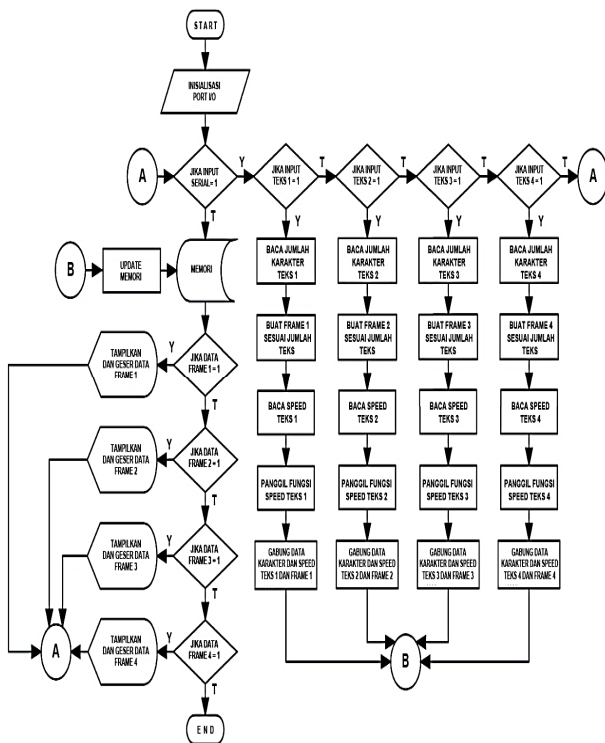 START
INISIALISASI
PORT I/O
A
JIKA INPUT
SERIAL= 1
Y
JIKA INPUT
TEKS 1 = 1
T
JIKA INPUT
TEKS 2 = 1
T
JIKA INPUT
TEKS 3 = 1
T
JIKA INPUT
TEKS 4 = 1
T
A
T
Y
Y
Y
Y
B
UPDATE
MEMORI
MEMORI
BACA JUMLAH
KARAKTER
TEKS 1
BACA JUMLAH
KARAKTER
TEKS 2
BACA JUMLAH
KARAKTER
TEKS 3
BACA JUMLAH
KARAKTER
TEKS 4
BUAT FRAME 1
SESUAI JUMLAH
TEKS
BUAT FRAME 2
SESUAI JUMLAH
TEKS
BUAT FRAME 3
SESUAI JUMLAH
TEKS
BUAT FRAME 4
SESUAI JUMLAH
TEKS
TAMPILKAN
DAN GESER DATA
FRAME 1
Y
JIKA DATA
FRAME 1 = 1
T
BACA SPEED
TEKS 1
BACA SPEED
TEKS 2
BACA SPEED
TEKS 3
BACA SPEED
TEKS 4
TAMPILKAN
DAN GESER DATA
FRAME 2
Y
JIKA DATA
FRAME 2 = 1
T
PANGGIL FUNGSI
SPEED TEKS 1
PANGGIL FUNGSI
SPEED TEKS 2
PANGGIL FUNGSI
SPEED TEKS 3
PANGGIL FUNGSI
SPEED TEKS 4
TAMPILKAN
DAN GESER DATA
FRAME 3
Y
JIKA DATA
FRAME 3 = 1
T
GABUNG DATA
KARAKTER DAN SPEED
TEKS 1 DAN FRAME 1
GABUNG DATA
KARAKTER DAN SPEED
TEKS 2 DAN FRAME 2
GABUNG DATA
KARAKTER DAN SPEED
TEKS 3 DAN FRAME 3
GABUNG DATA
KARAKTER DAN SPEED
TEKS 4 DAN FRAME 4
A
TAMPILKAN
DAN GESER DATA
FRAME 4
Y
JIKA DATA
FRAME 4 = 1
T
B
END